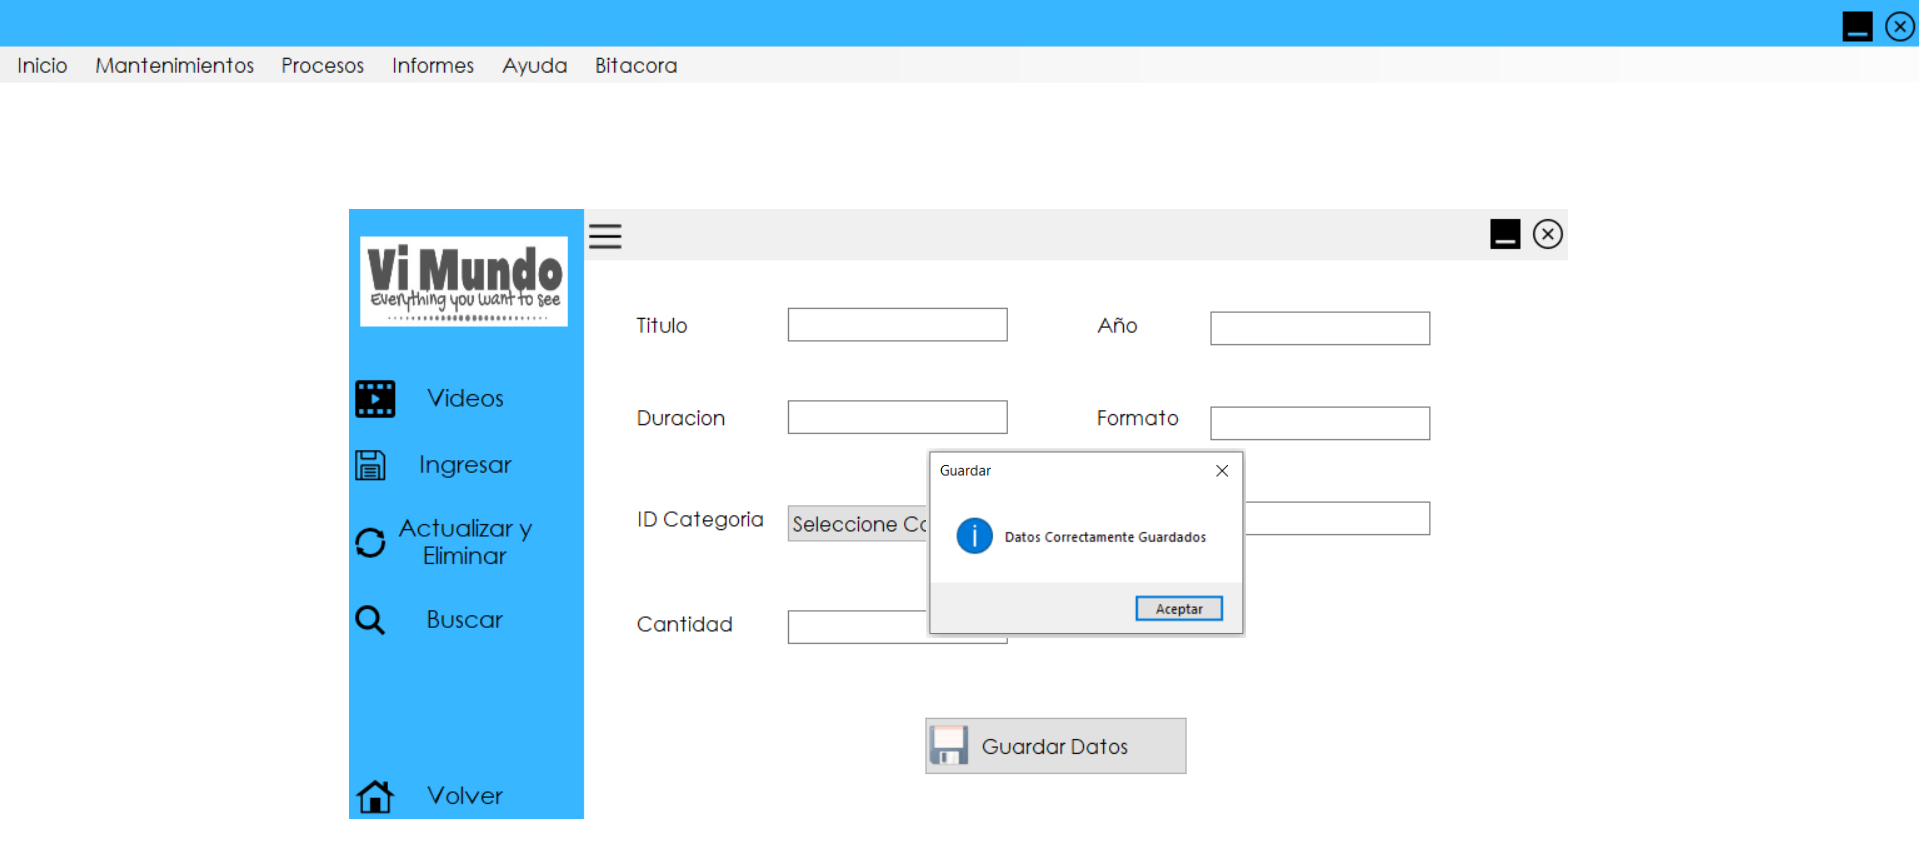 Inicio Mantenimientos Procesos Informes Ayuda Bitacora
Vi Mundo
Everything you want to see
Videos
Ingresar
Actualizar y
Eliminar
Buscar
Volver
Titulo
Año
Duracion
Formato
ID Categoria
Seleccione
Cantidad
Guardar
Datos Correctamente Guardados
Aceptar
Guardar Datos